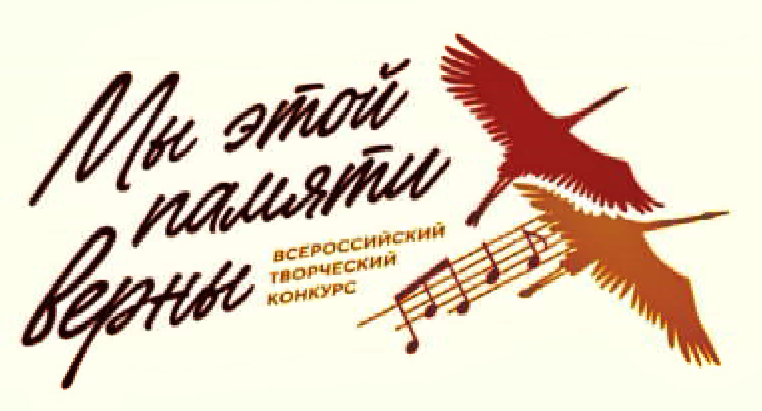 Мы этой
памяти
верны
ВСЕРОССИЙСКИЙ
ТВОРЧЕСКИЙ
КОНКУРС